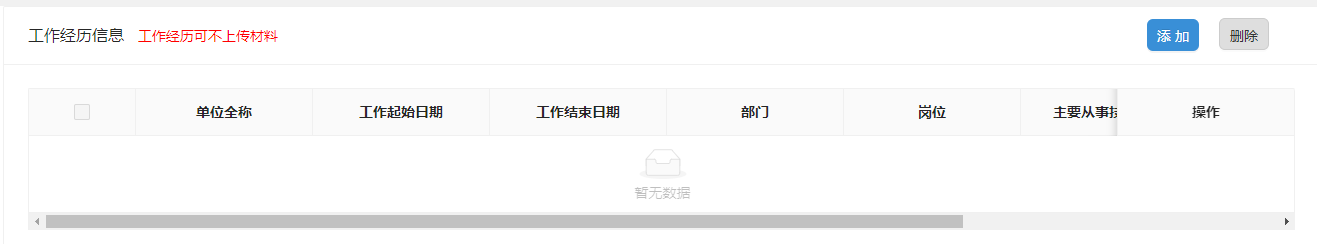 工作经历信息 工作经历可不上传材料 添 加 删除
单位全称 工作起始日期 工作结束日期 部门 岗位 主要从事 操作
暂无数据